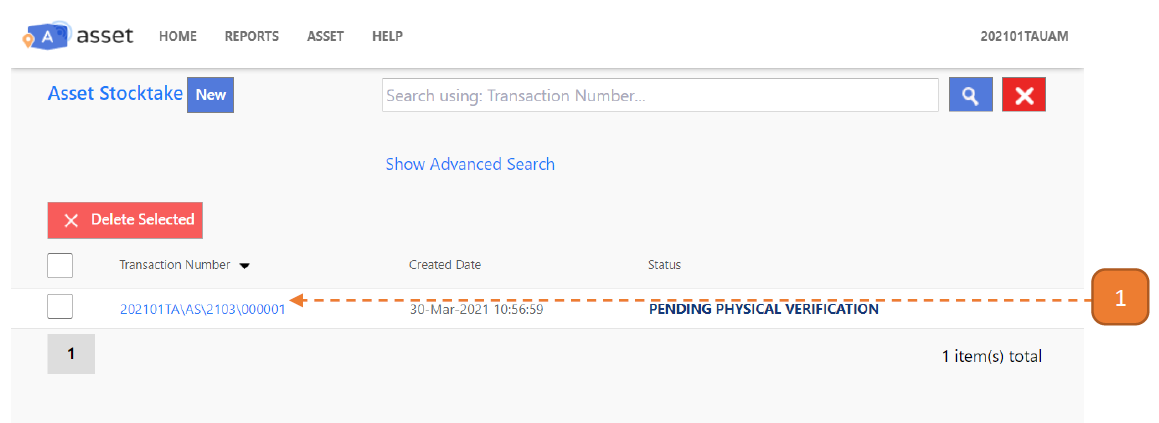 A asset HOME REPORTS ASSET HELP 202101TAUAM
Asset Stocktake New Search using: Transaction Number...
Show Advanced Search
Delete Selected
Transaction Number Created Date Status
202101TA\AS\2103\000001 30-Mar-2021 10:56:59 PENDING PHYSICAL VERIFICATION
1
1 1 item(s) total